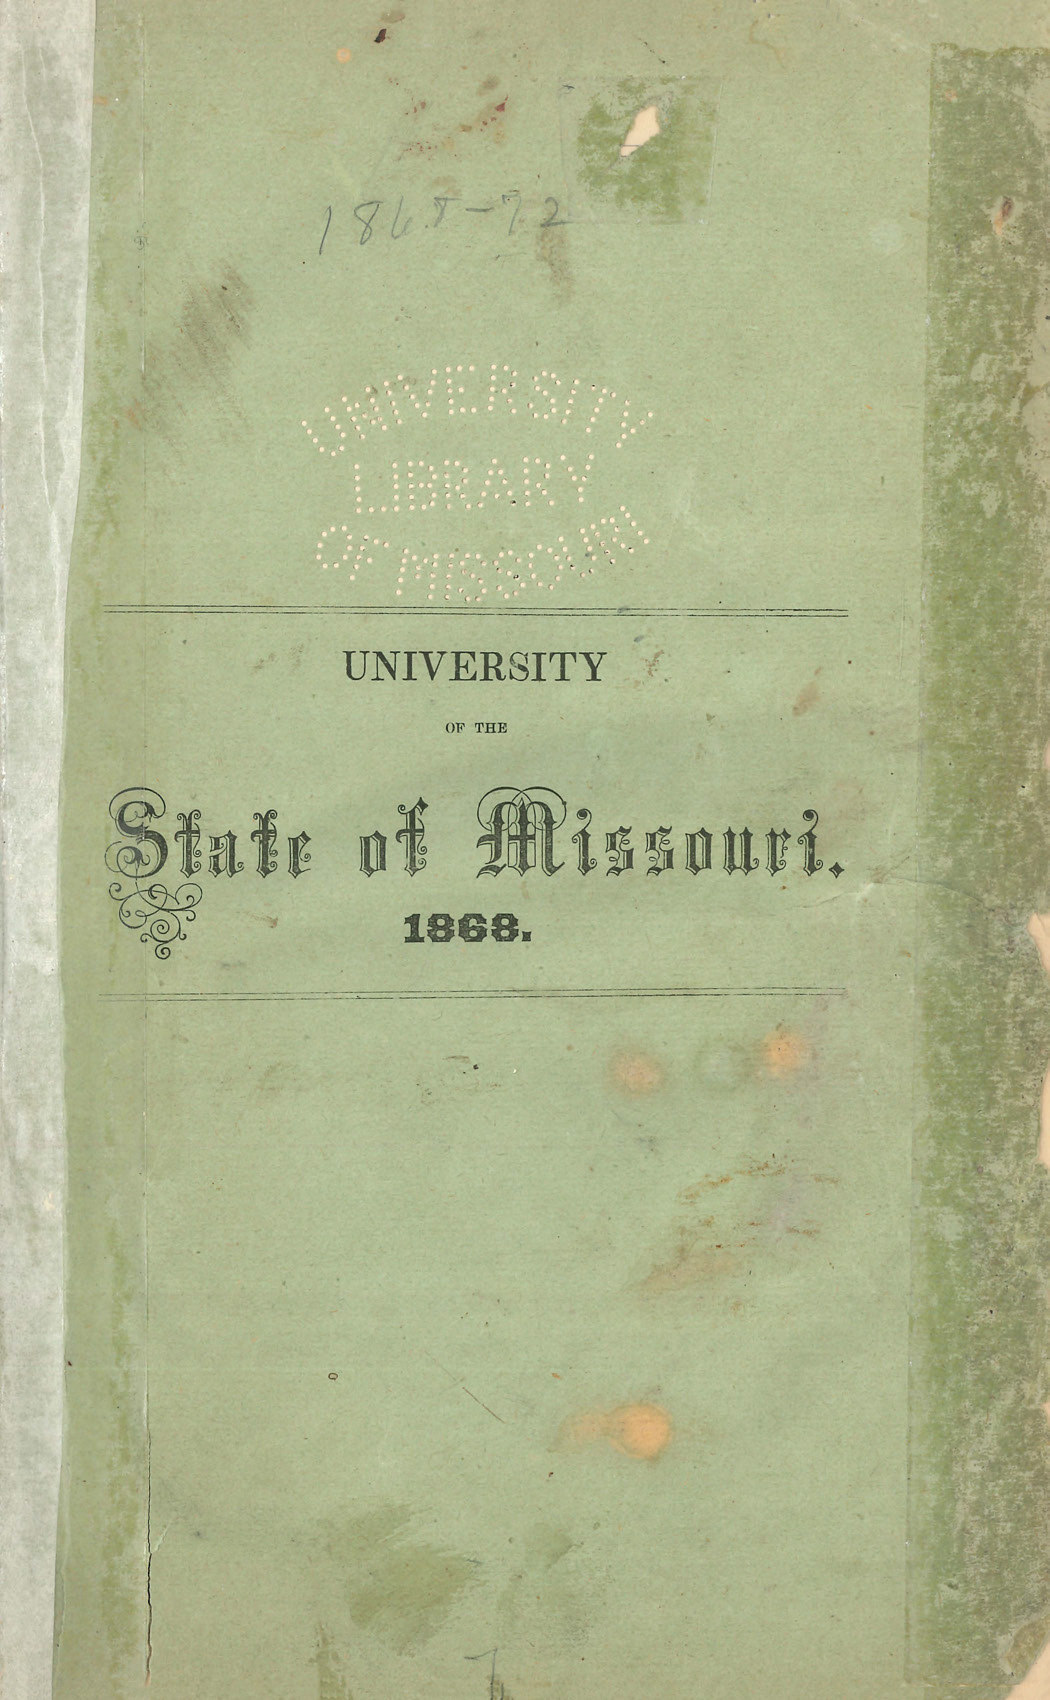 1868-72
UNIVERSITY
LIBRARY
OF MISSOURI
UNIVERSITY
OF THE
State of Missouri.
1868.